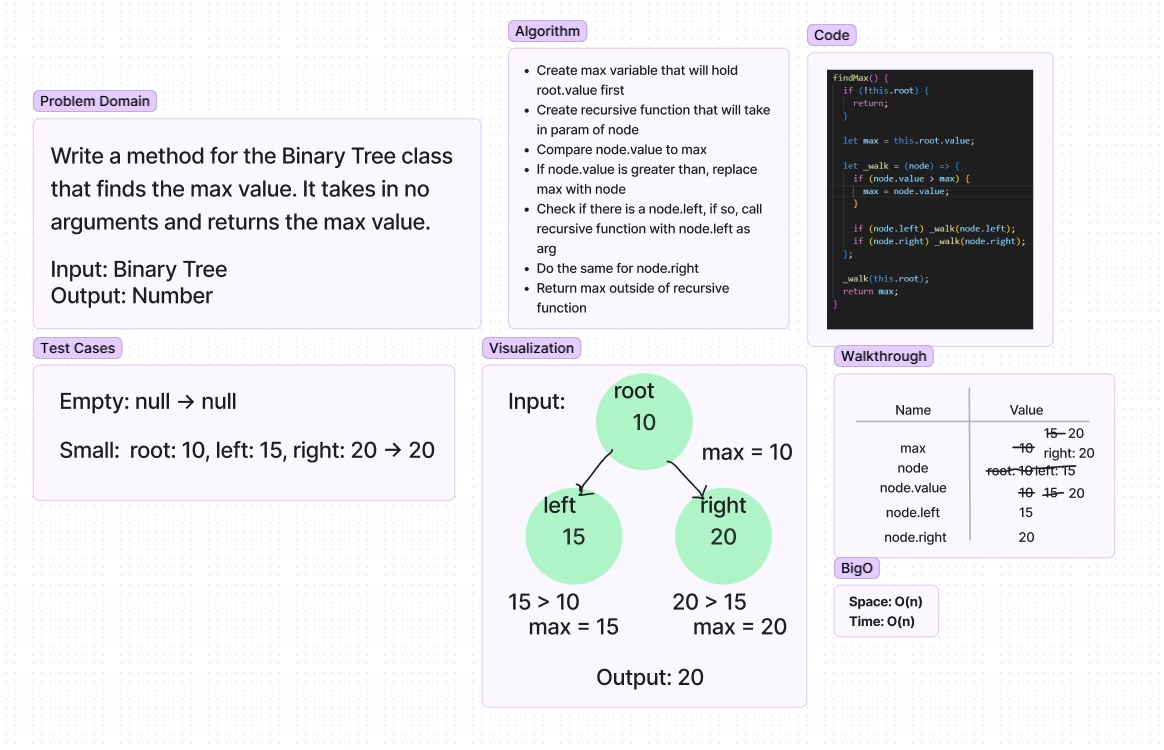 Problem Domain
Write a method for the Binary Tree class
that finds the max value. It takes in no
arguments and returns the max value.
Input: Binary Tree
Output: Number
Algorithm
• Create max variable that will hold
root.value first
• Create recursive function that will take
in param of node
• Compare node.value to max
• If node.value is greater than, replace
max with node
• Check if there is a node.left, if so, call
recursive function with node.left as
arg
• Do the same for node.right
• Return max outside of recursive
function
Code
findMax() {
if (!this.root) {
return;
}
let max = this.root.value;
let _walk = (node) => {
if (node.value > max) {
max = node.value;
}
if (node.left) _walk(node.left);
if (node.right) _walk(node.right);
};
_walk(this.root);
return max;
}
Test Cases
Empty: null → null
Small: root: 10, left: 15, right: 20 → 20
Visualization
Input:
root
10
max = 10
left
15
right
20
15 > 10
max = 15
20 > 15
max = 20
Output: 20
Walkthrough
Name Value
max 10 15 20
node root: 10 left: 15 right: 20
node.value 10 15 20
node.left 15
node.right 20
BigO
Space: O(n)
Time: O(n)